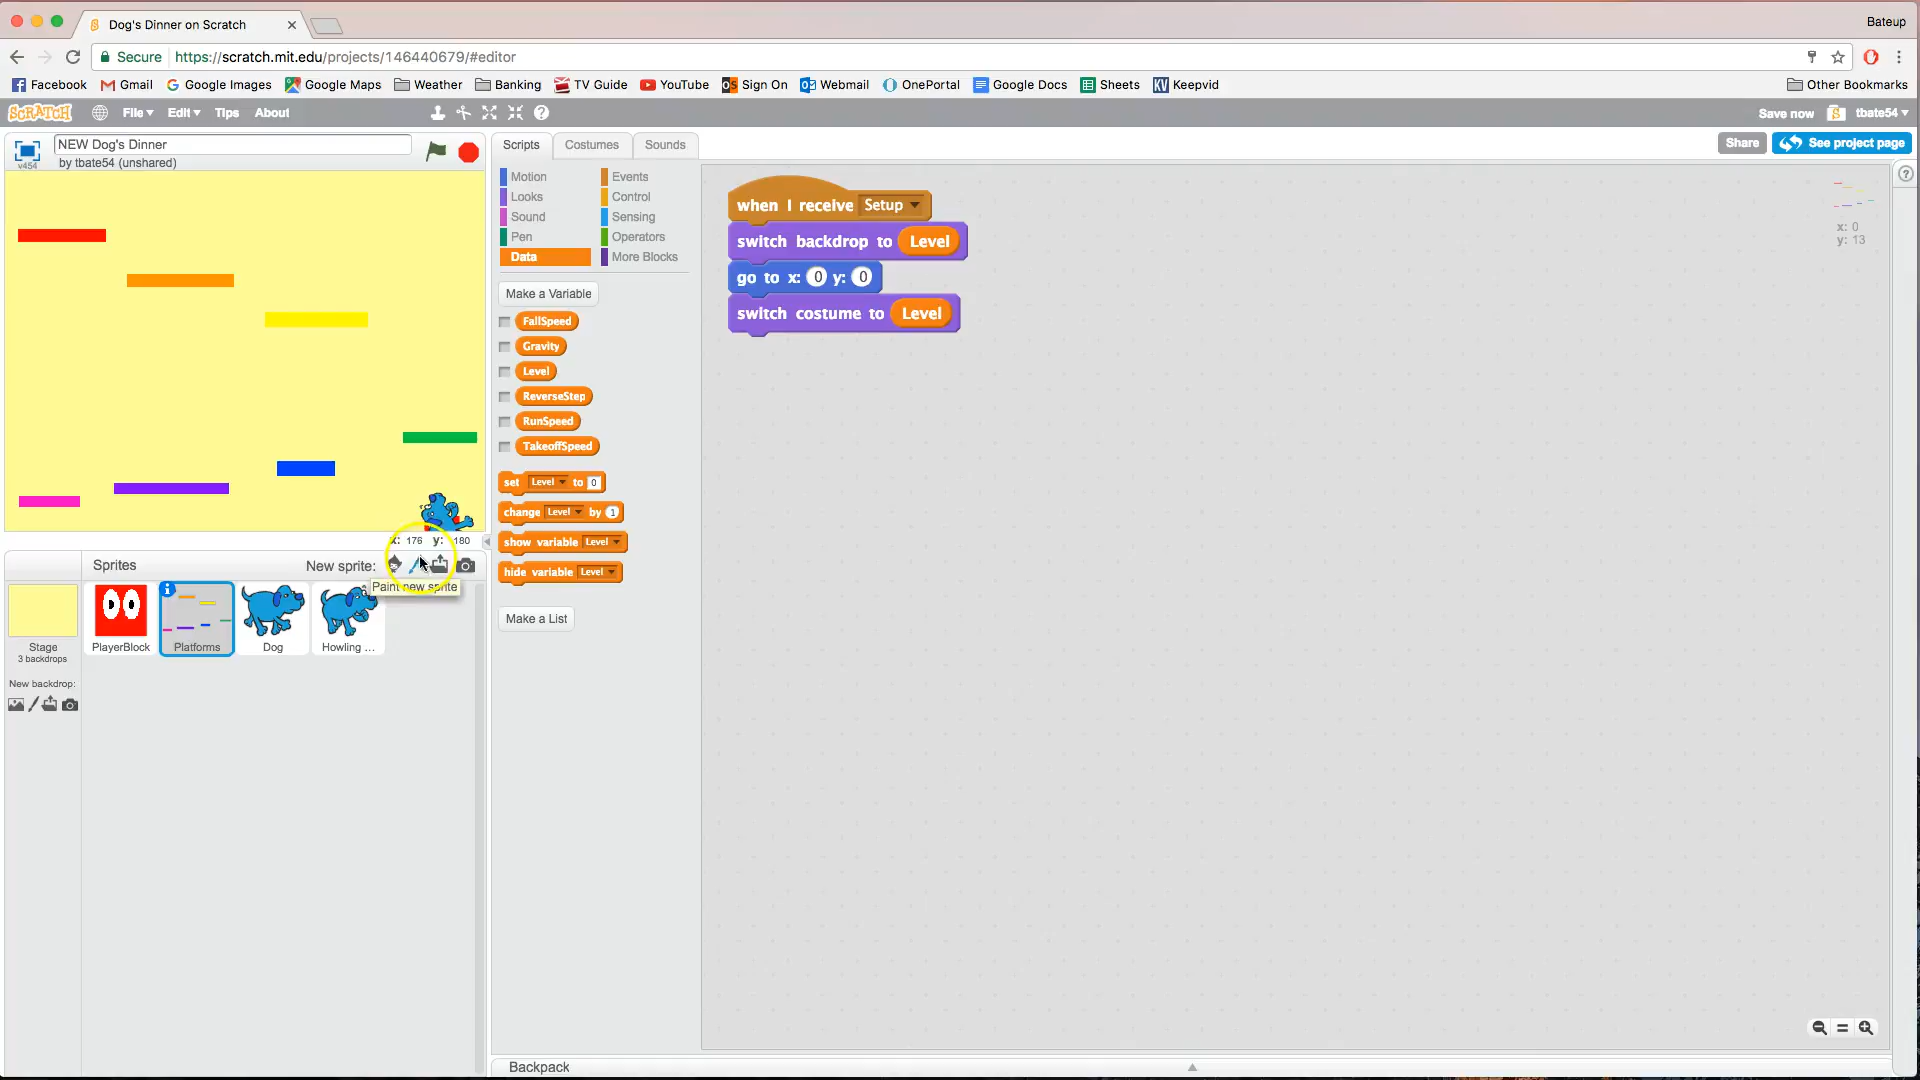 Dog's Dinner on Scratch
Bateup
Secure https://scratch.mit.edu/projects/146440679/#editor
Facebook Gmail Google Images Google Maps Weather Banking TV Guide YouTube Sign On Webmail OnePortal Google Docs Sheets Keepvid Other Bookmarks
SCRATCH File Edit Tips About Save now tbate54
NEW Dog's Dinner
by tbate54 (unshared)
v454
Scripts Costumes Sounds
Share See project page
Motion Events
Looks Control
Sound Sensing
Pen Operators
Data More Blocks
Make a Variable
FallSpeed
Gravity
Level
ReverseStep
RunSpeed
TakeoffSpeed
set Level to 0
change Level by 1
show variable Level
hide variable Level
Make a List
when I receive Setup
switch backdrop to Level
go to x: 0 y: 0
switch costume to Level
x: 0
y: 13
x: 176 y: 180
Sprites New sprite:
Paint new sprite
Stage
3 backdrops
New backdrop:
PlayerBlock
Platforms
Dog
Howling ...
Backpack